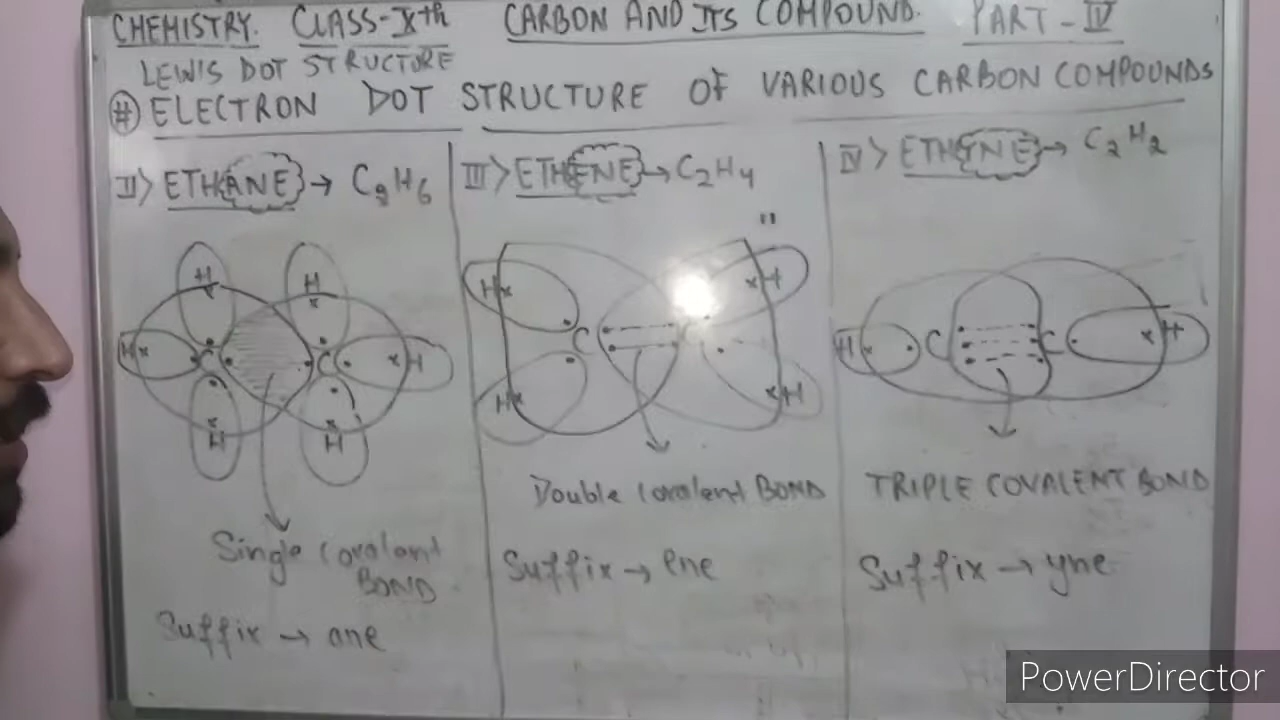 CHEMISTRY. CLASS-Xth CARBON AND ITS COMPOUND. PART-IV
LEWIS DOT STRUCTURE
# ELECTRON DOT STRUCTURE OF VARIOUS CARBON COMPOUNDS
II> ETHANE → C2H6
H H
H x C C x H
H H
Single Covalent
BOND
Suffix → ane
III> ETHENE → C2H4
H x x H
C C
H x x H
Double Covalent BOND
Suffix → ene
IV> ETHYNE → C2H2
H x C C x H
TRIPLE COVALENT BOND
Suffix → yne
PowerDirector